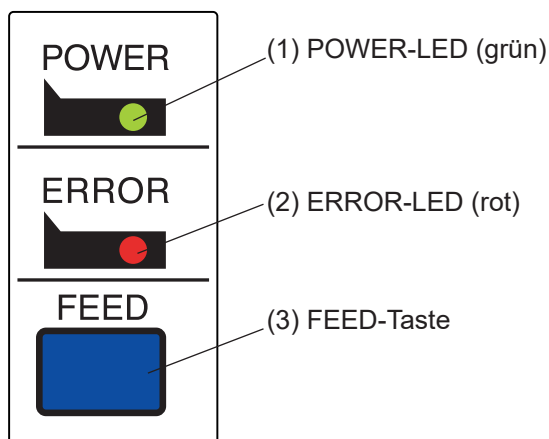 POWER
(1) POWER-LED (grün)
ERROR
(2) ERROR-LED (rot)
FEED
(3) FEED-Taste